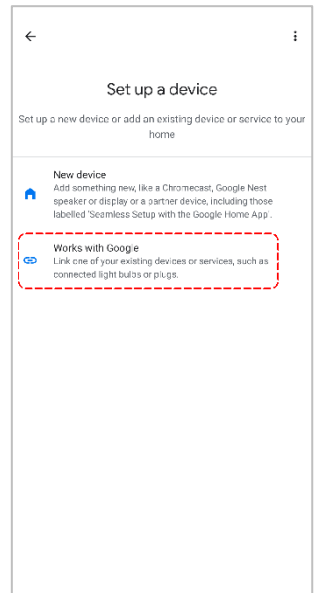 Set up a device
Set up a new device or add an existing device or service to your
home
New device
Add something new, like a Chromecast, Google Nest
speaker or display or a partner device, including those
labelled 'Seamless Setup with the Google Home App'.
Works with Google
Link one of your existing devices or services, such as
connected light bulbs or plugs.